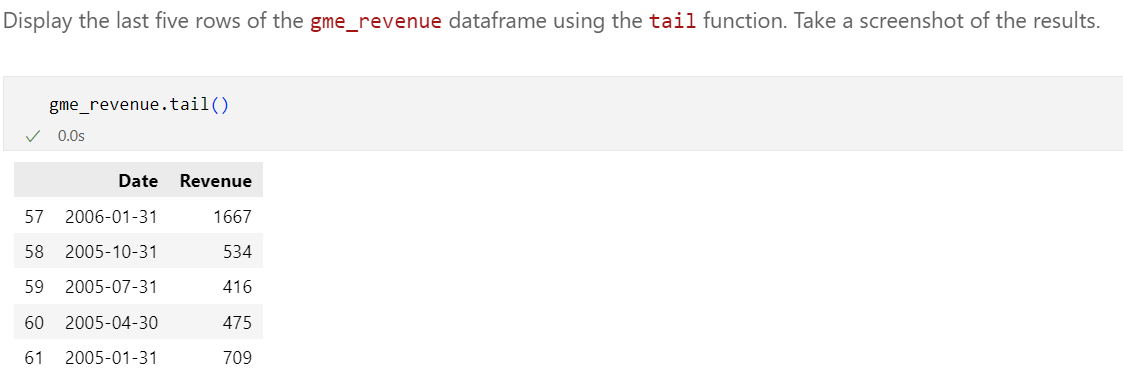 Display the last five rows of the gme_revenue dataframe using the tail function. Take a screenshot of the results.
gme_revenue.tail()
✓ 0.0s
Date Revenue
57 2006-01-31 1667
58 2005-10-31 534
59 2005-07-31 416
60 2005-04-30 475
61 2005-01-31 709